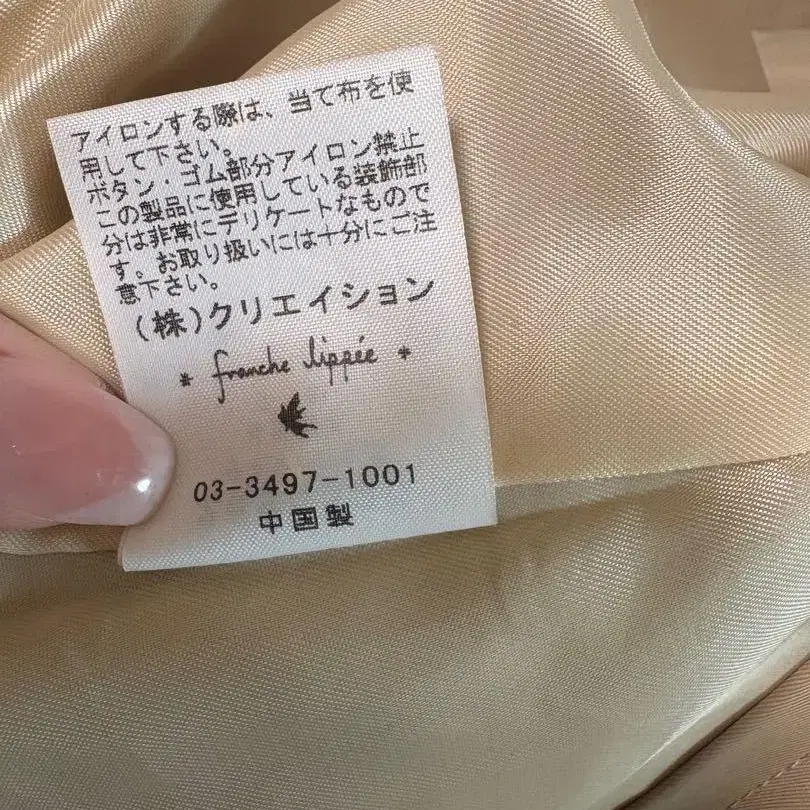 アイロンする際は、当て布を使
用して下さい。
ボタン・ゴム部分アイロン禁止
この製品に使用している装飾部
分は非常にデリケートなもので
す。お取り扱いには十分にご注
意下さい。
(株)クリエイション
* franche lippée *
03-3497-1001
中国製